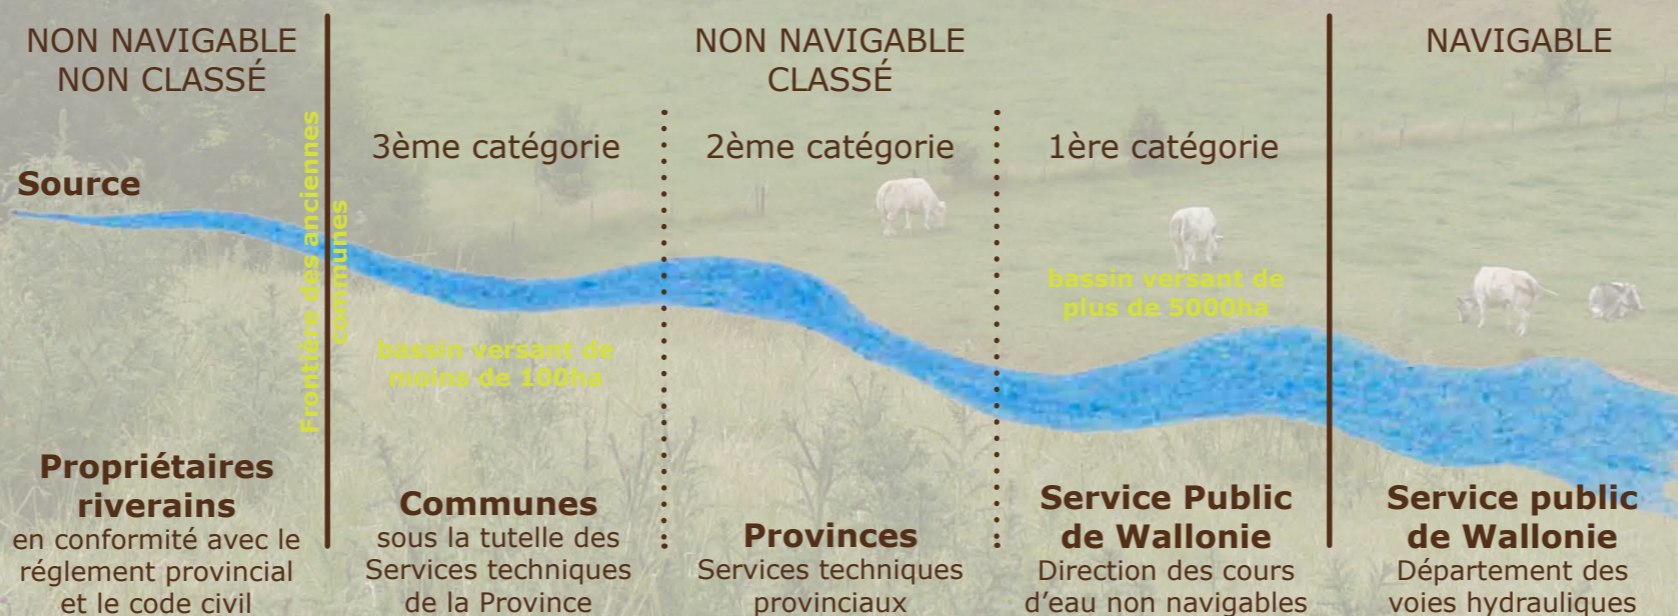 NON NAVIGABLE
NON CLASSÉ
NON NAVIGABLE
CLASSÉ
NAVIGABLE
3ème catégorie
2ème catégorie
1ère catégorie
Source
Frontière des anciennes
communes
bassin versant de
moins de 100ha
bassin versant de
plus de 5000ha
Propriétaires
riverains
en conformité avec le
réglement provincial
et le code civil
Communes
sous la tutelle des
Services techniques
de la Province
Provinces
Services techniques
provinciaux
Service Public
de Wallonie
Direction des cours
d'eau non navigables
Service public
de Wallonie
Département des
voies hydrauliques